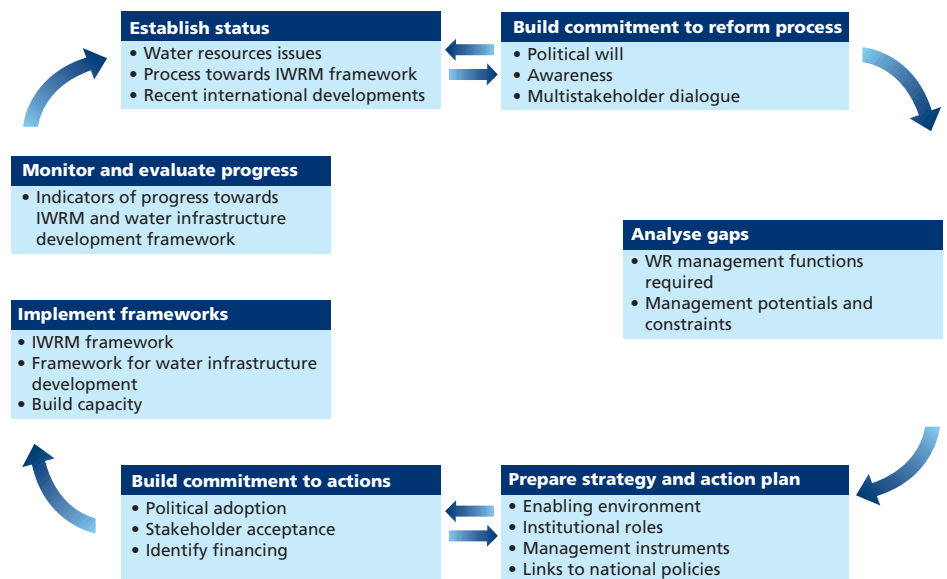 Establish status
• Water resources issues
• Process towards IWRM framework
• Recent international developments
Build commitment to reform process
• Political will
• Awareness
• Multistakeholder dialogue
Analyse gaps
• WR management functions
required
• Management potentials and
constraints
Prepare strategy and action plan
• Enabling environment
• Institutional roles
• Management instruments
• Links to national policies
Build commitment to actions
• Political adoption
• Stakeholder acceptance
• Identify financing
Implement frameworks
• IWRM framework
• Framework for water infrastructure
development
• Build capacity
Monitor and evaluate progress
• Indicators of progress towards
IWRM and water infrastructure
development framework